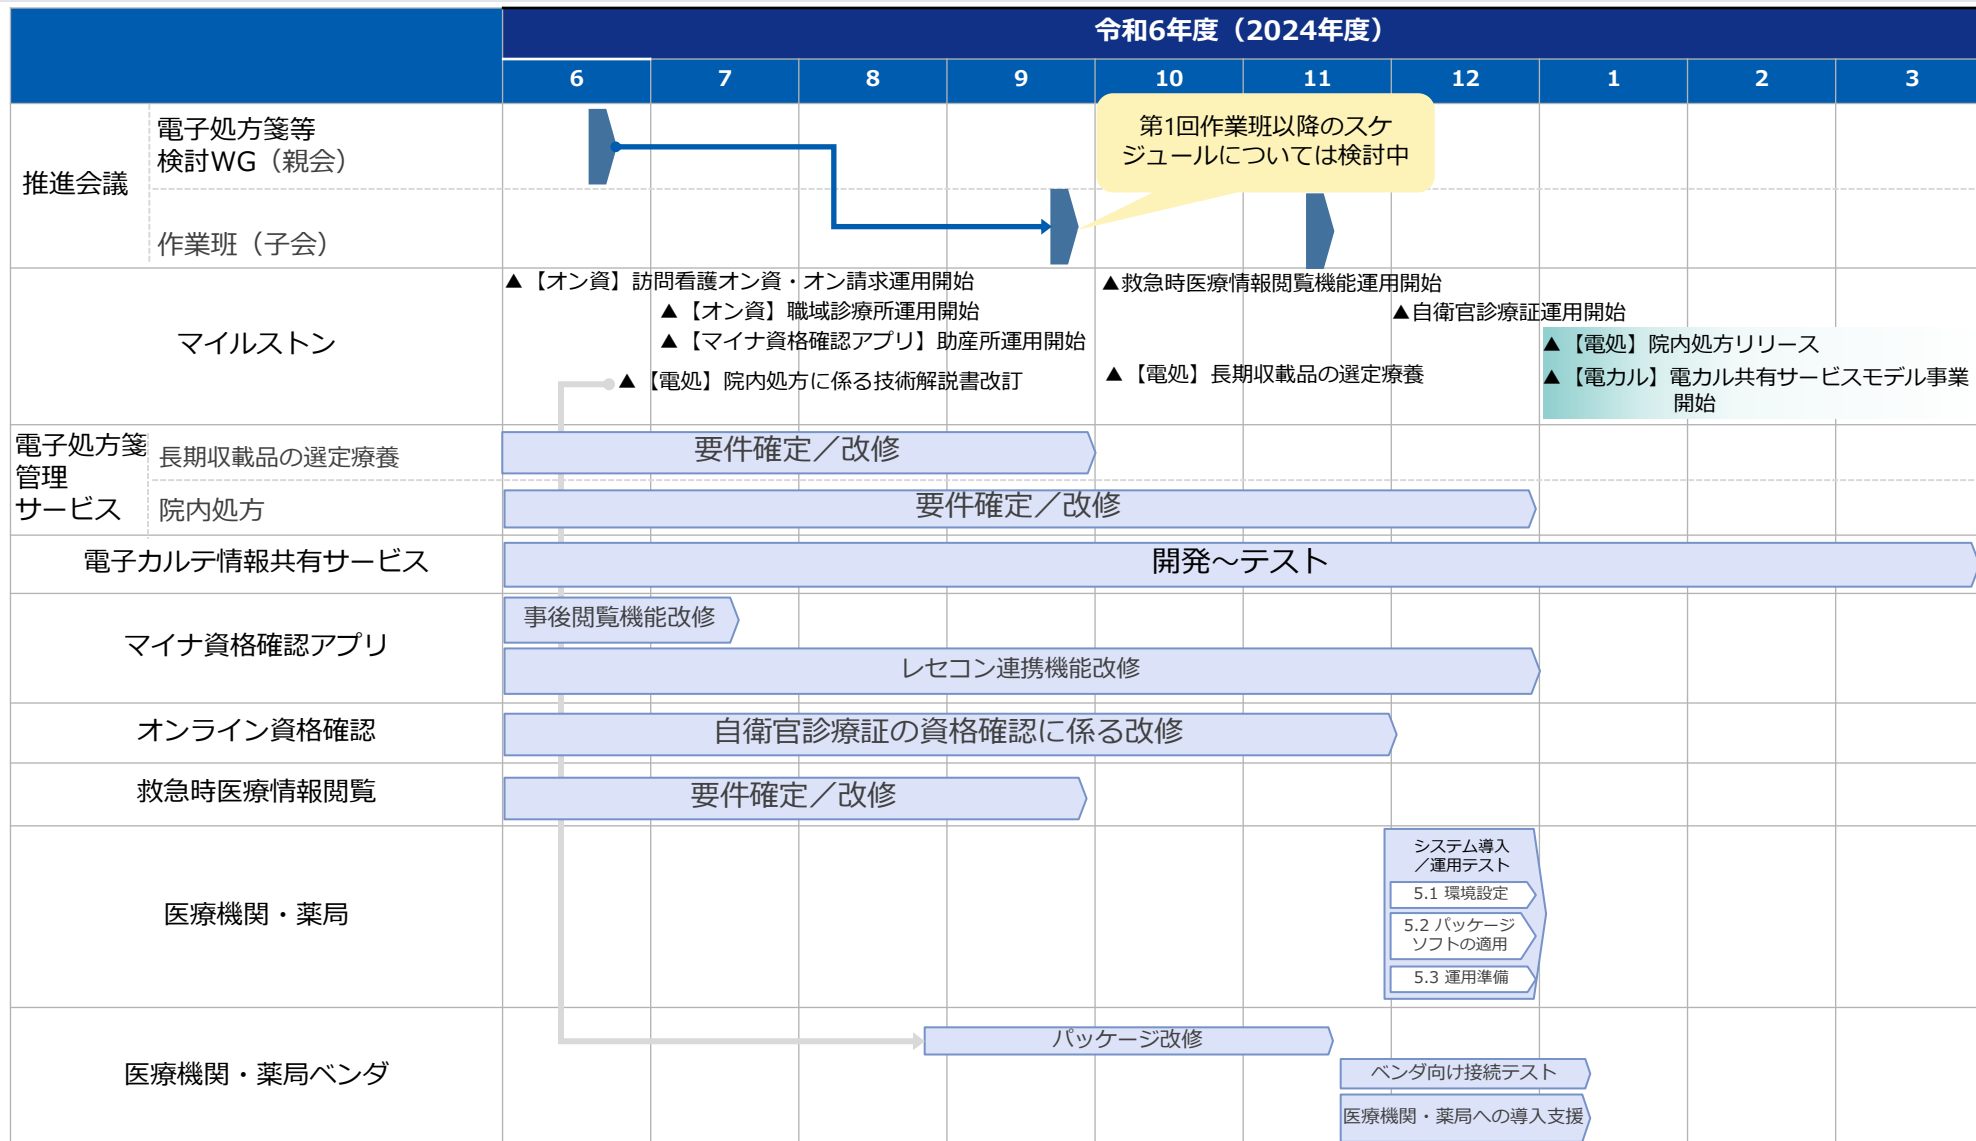 令和6年度（2024年度）
6 7 8 9 10 11 12 1 2 3
推進会議
電子処方箋等
検討WG（親会）
作業班（子会）
第1回作業班以降のスケ
ジュールについては検討中
マイルストン
▲【オン資】訪問看護オン資・オン請求運用開始
▲【オン資】職域診療所運用開始
▲【マイナ資格確認アプリ】助産所運用開始
▲【電処】院内処方に係る技術解説書改訂
▲救急時医療情報閲覧機能運用開始
▲【電処】長期収載品の選定療養
▲自衛官診療証運用開始
▲【電処】院内処方リリース
▲【電カル】電カル共有サービスモデル事業
開始
電子処方箋
管理
サービス
長期収載品の選定療養
要件確定／改修
院内処方
要件確定／改修
電子カルテ情報共有サービス
開発～テスト
マイナ資格確認アプリ
事後閲覧機能改修
レセコン連携機能改修
オンライン資格確認
自衛官診療証の資格確認に係る改修
救急時医療情報閲覧
要件確定／改修
医療機関・薬局
システム導入
／運用テスト
5.1 環境設定
5.2 パッケージ
ソフトの適用
5.3 運用準備
医療機関・薬局ベンダ
パッケージ改修
ベンダ向け接続テスト
医療機関・薬局への導入支援